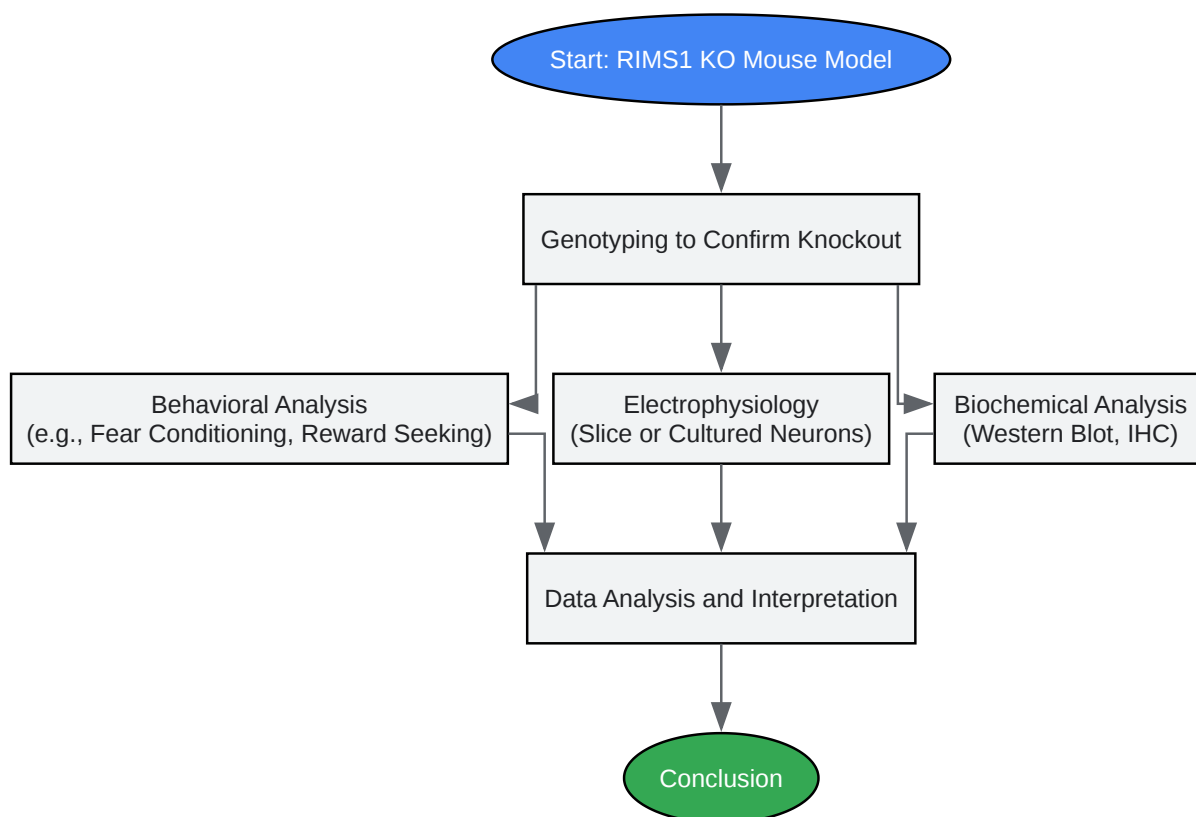 Start: RIMS1 KO Mouse Model
Genotyping to Confirm Knockout
Behavioral Analysis
(e.g., Fear Conditioning, Reward Seeking)
Electrophysiology
(Slice or Cultured Neurons)
Biochemical Analysis
(Western Blot, IHC)
Data Analysis and Interpretation
Conclusion